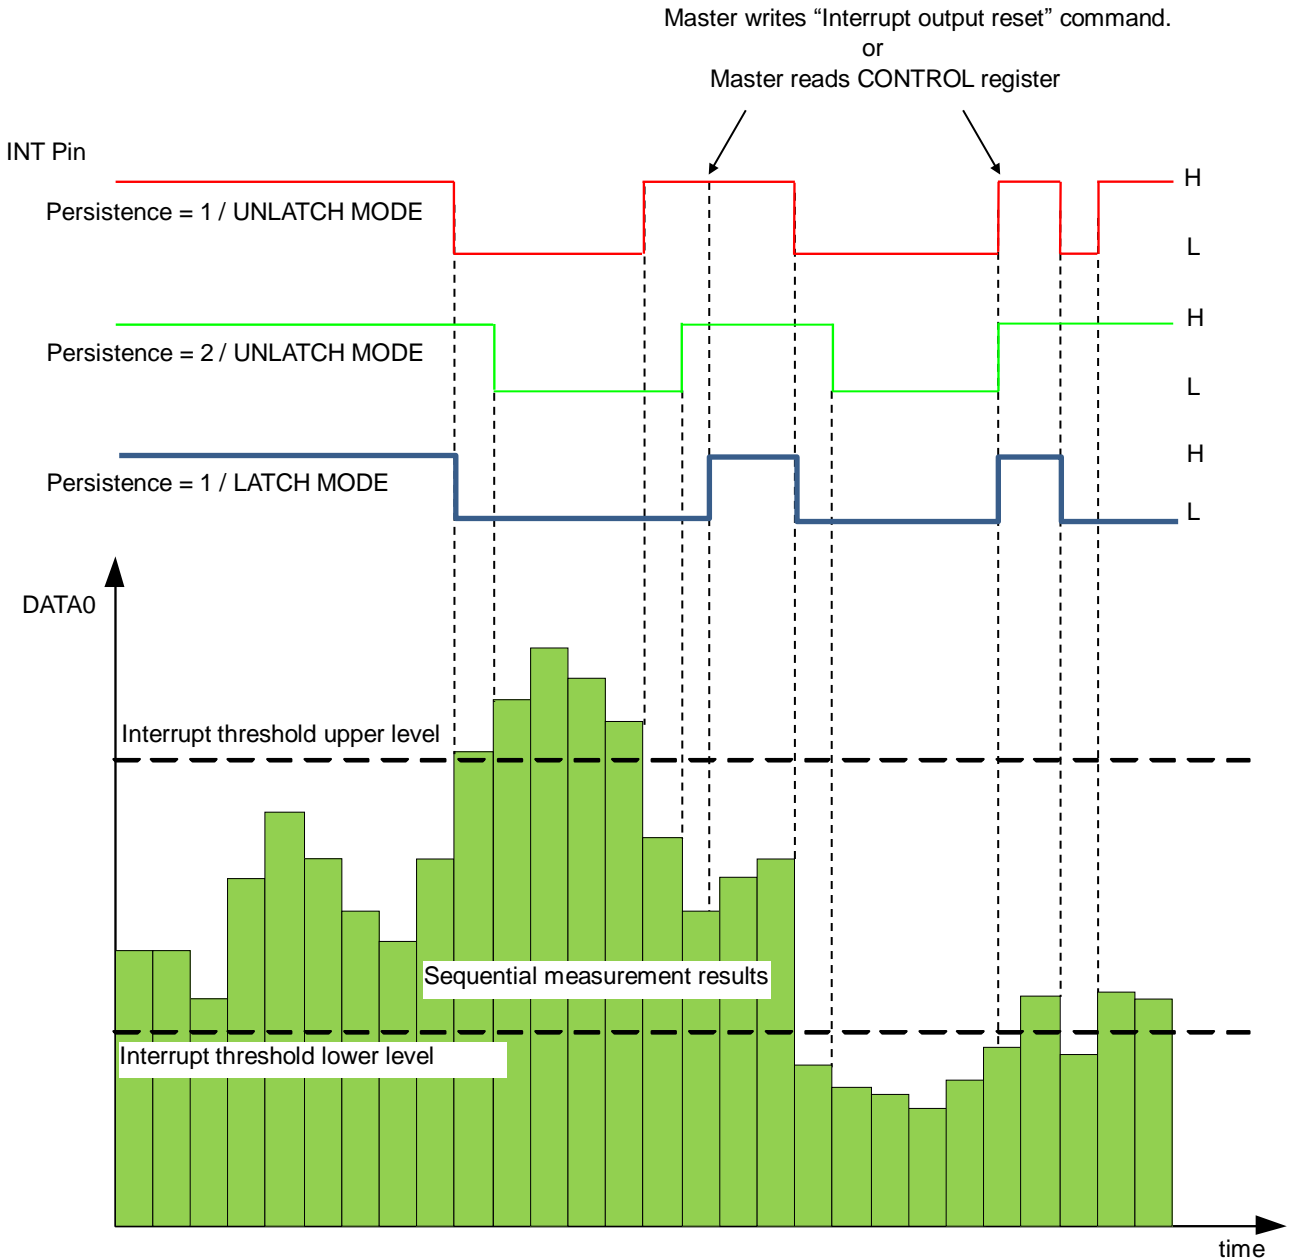 Master writes “Interrupt output reset” command.
or
Master reads CONTROL register
INT Pin
H
Persistence = 1 / UNLATCH MODE
L
H
Persistence = 2 / UNLATCH MODE
L
H
Persistence = 1 / LATCH MODE
L
DATA0
Interrupt threshold upper level
Sequential measurement results
Interrupt threshold lower level
time